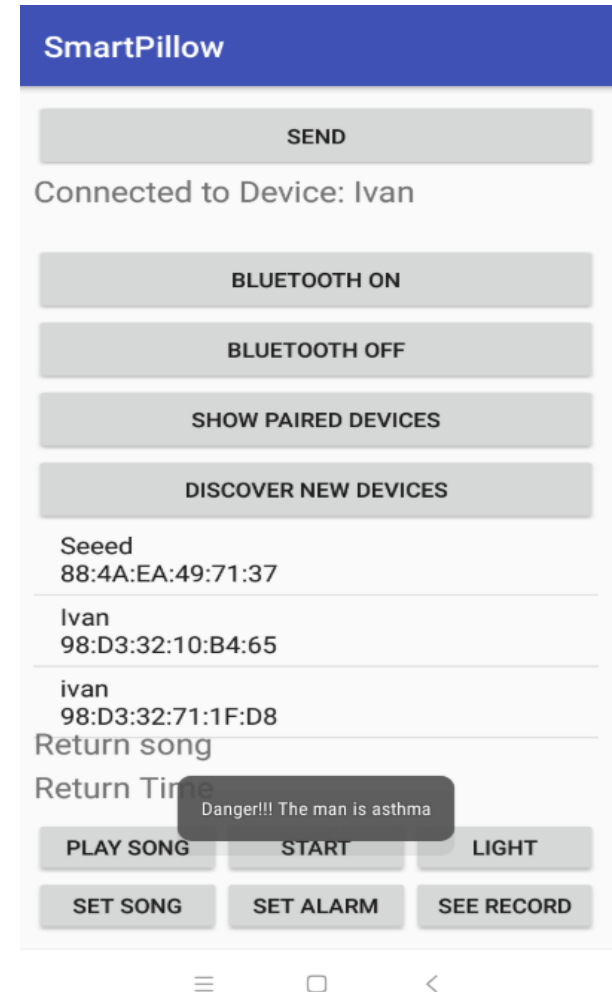 SmartPillow
SEND
Connected to Device: Ivan
BLUETOOTH ON
BLUETOOTH OFF
SHOW PAIRED DEVICES
DISCOVER NEW DEVICES
Seeed
88:4A:EA:49:71:37
Ivan
98:D3:32:10:B4:65
ivan
98:D3:32:71:1F:D8
Return song
Return Time
Danger!!! The man is asthma
PLAY SONG START LIGHT
SET SONG SET ALARM SEE RECORD